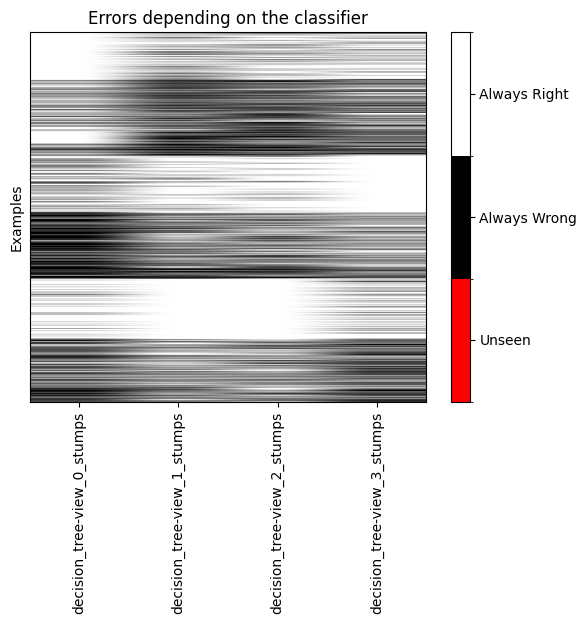 Errors depending on the classifier
Examples
Always Right
Always Wrong
Unseen
decision_tree-view_0_stumps
decision_tree-view_1_stumps
decision_tree-view_2_stumps
decision_tree-view_3_stumps